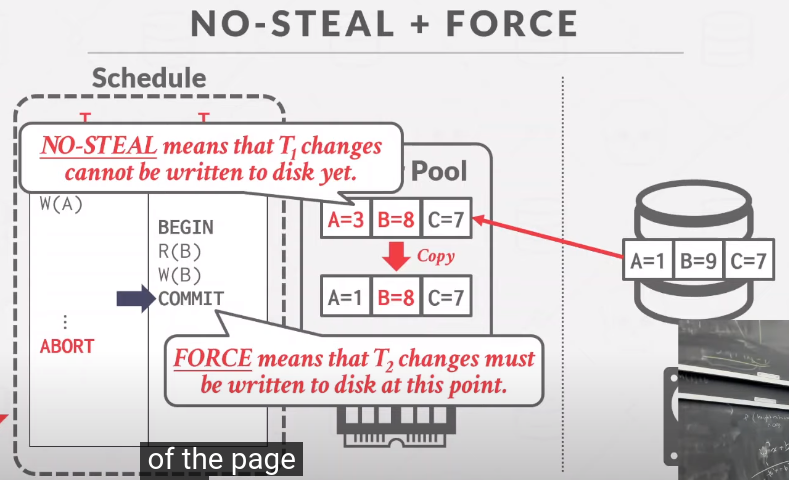 NO-STEAL + FORCE
Schedule
NO-STEAL means that T1 changes
cannot be written to disk yet.
Pool
W(A)
BEGIN
R(B)
W(B)
COMMIT
⋮
ABORT
A=3 B=8 C=7
Copy
A=1 B=8 C=7
A=1 B=9 C=7
FORCE means that T2 changes must
be written to disk at this point.
of the page